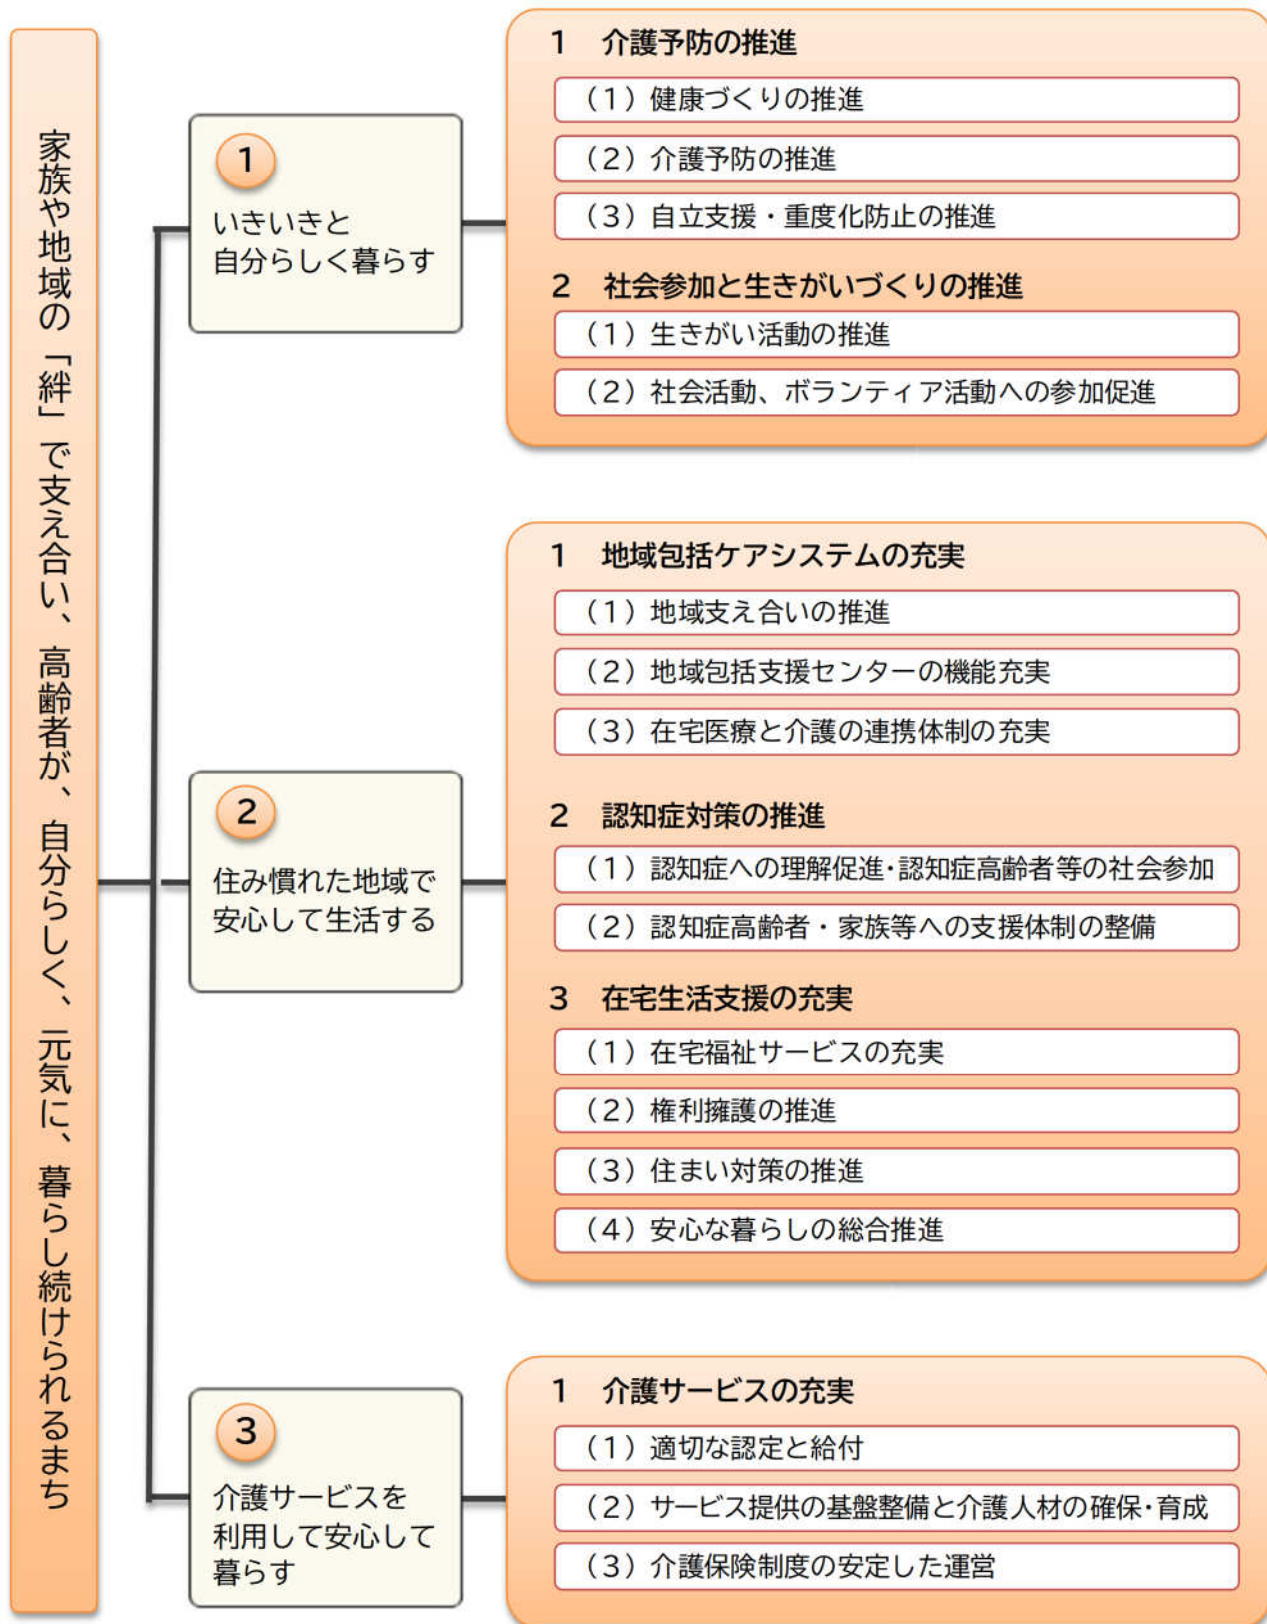 家族や地域の「絆」で支え合い、高齢者が、自分らしく、元気に、暮らし続けられるまち
1
いきいきと
自分らしく暮らす
1 介護予防の推進
（1）健康づくりの推進
（2）介護予防の推進
（3）自立支援・重度化防止の推進
2 社会参加と生きがいづくりの推進
（1）生きがい活動の推進
（2）社会活動、ボランティア活動への参加促進
2
住み慣れた地域で
安心して生活する
1 地域包括ケアシステムの充実
（1）地域支え合いの推進
（2）地域包括支援センターの機能充実
（3）在宅医療と介護の連携体制の充実
2 認知症対策の推進
（1）認知症への理解促進・認知症高齢者等の社会参加
（2）認知症高齢者・家族等への支援体制の整備
3 在宅生活支援の充実
（1）在宅福祉サービスの充実
（2）権利擁護の推進
（3）住まい対策の推進
（4）安心な暮らしの総合推進
3
介護サービスを
利用して安心して
暮らす
1 介護サービスの充実
（1）適切な認定と給付
（2）サービス提供の基盤整備と介護人材の確保・育成
（3）介護保険制度の安定した運営